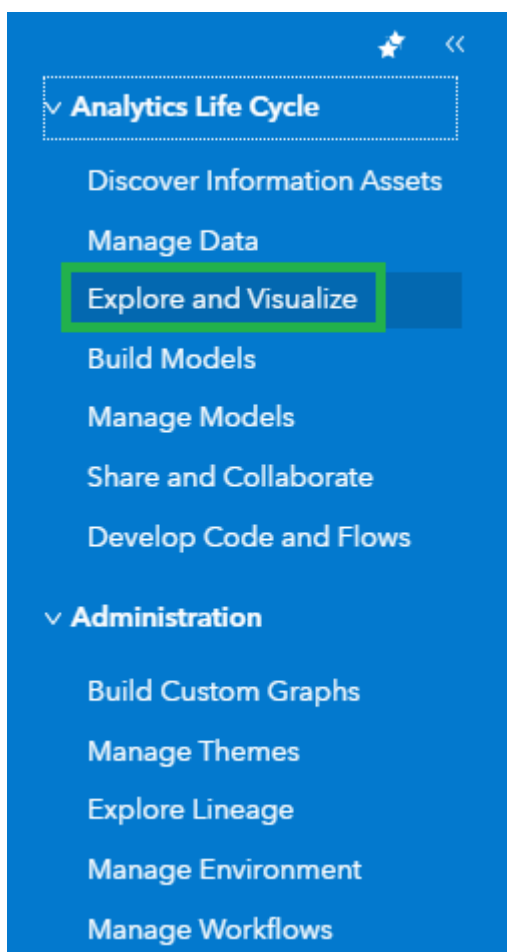 Analytics Life Cycle
Discover Information Assets
Manage Data
Explore and Visualize
Build Models
Manage Models
Share and Collaborate
Develop Code and Flows
Administration
Build Custom Graphs
Manage Themes
Explore Lineage
Manage Environment
Manage Workflows